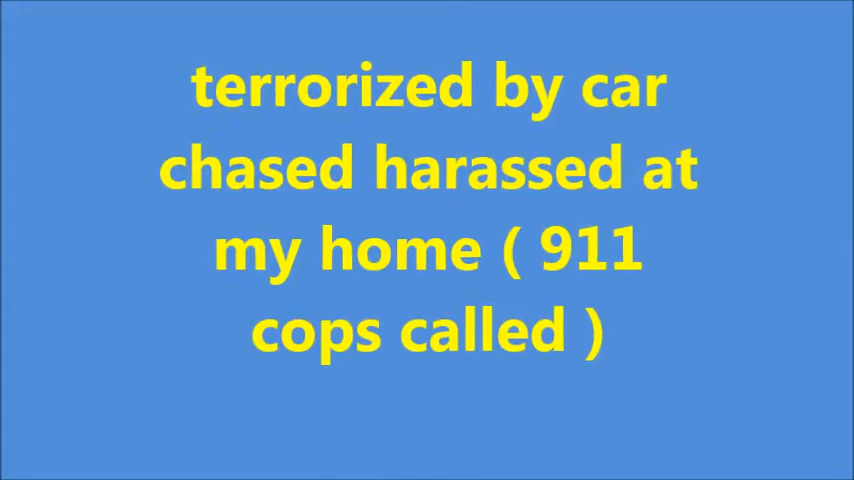 terrorized by car
chased harassed at
my home ( 911
cops called )